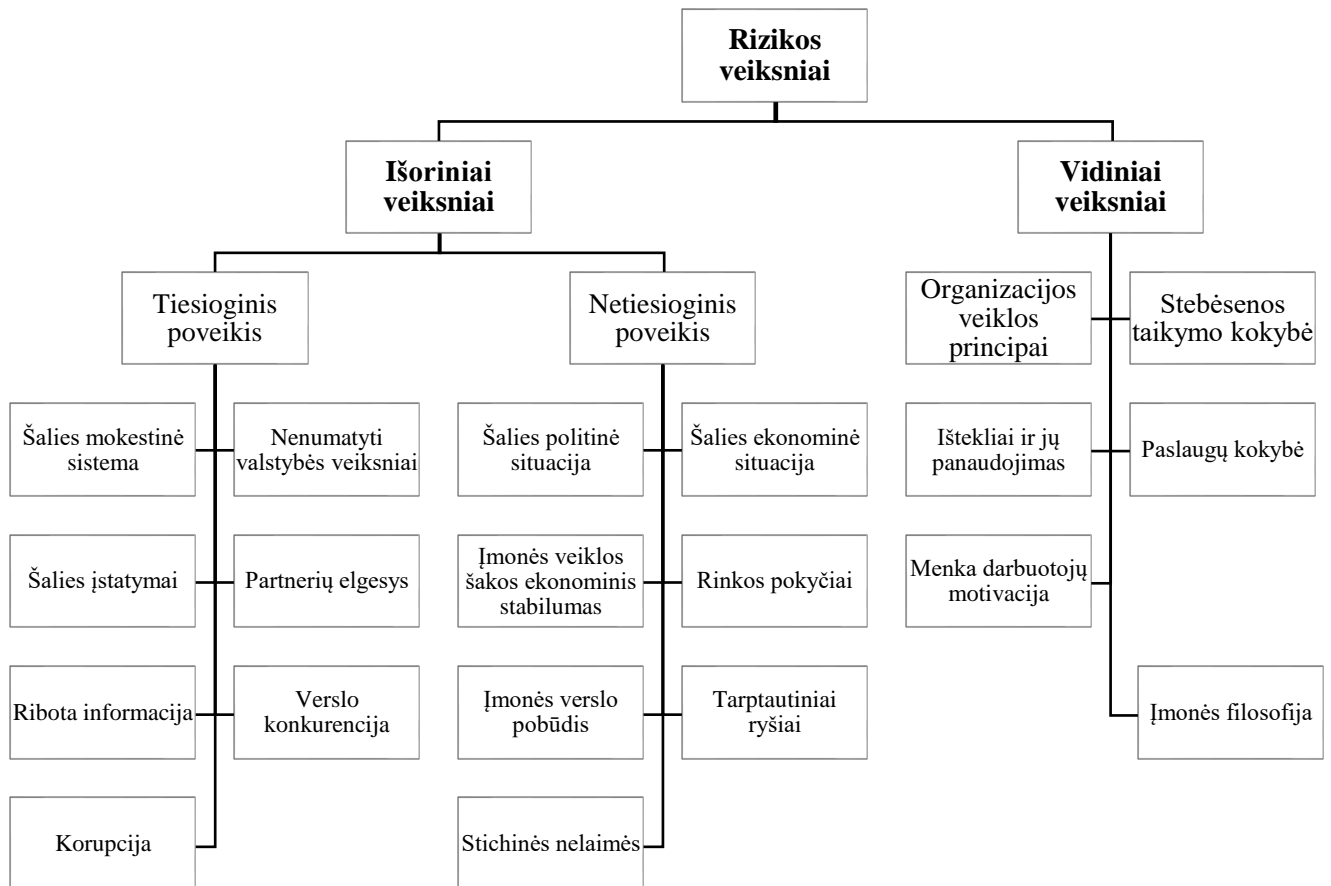 Rizikos
veiksniai
Išoriniai
veiksniai
Vidiniai
veiksniai
Tiesioginis
poveikis
Netiesioginis
poveikis
Organizacijos
veiklos
principai
Stebėsenos
taikymo kokybė
Šalies mokestinė
sistema
Nenumatyti
valstybės veiksniai
Šalies politinė
situacija
Šalies ekonominė
situacija
Ištekliai ir jų
panaudojimas
Paslaugų kokybė
Šalies įstatymai
Partnerių elgesys
Įmonės veiklos
šakos ekonominis
stabilumas
Rinkos pokyčiai
Menka darbuotojų
motivacija
Ribota informacija
Verslo
konkurencija
Įmonės verslo
pobūdis
Tarptautiniai
ryšiai
Įmonės filosofija
Korupcija
Stichinės nelaimės